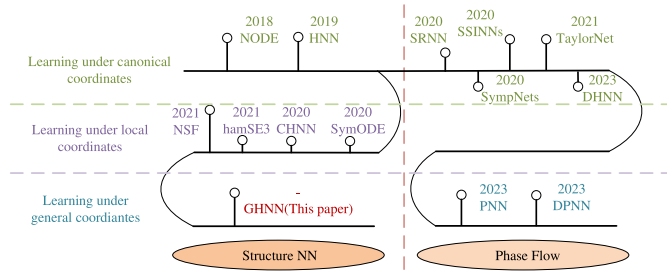 2018
NODE
2019
HNN
2020
SRNN
2020
SSINNs
2021
TaylorNet
Learning under canonical
coordinates
2020
SympNets
2023
DHNN
2021
NSF
2021
hamSE3
2020
CHNN
2020
SymODE
Learning under local
coordinates
Learning under
general coordiantes
-
GHNN(This paper)
2023
PNN
2023
DPNN
Structure NN
Phase Flow